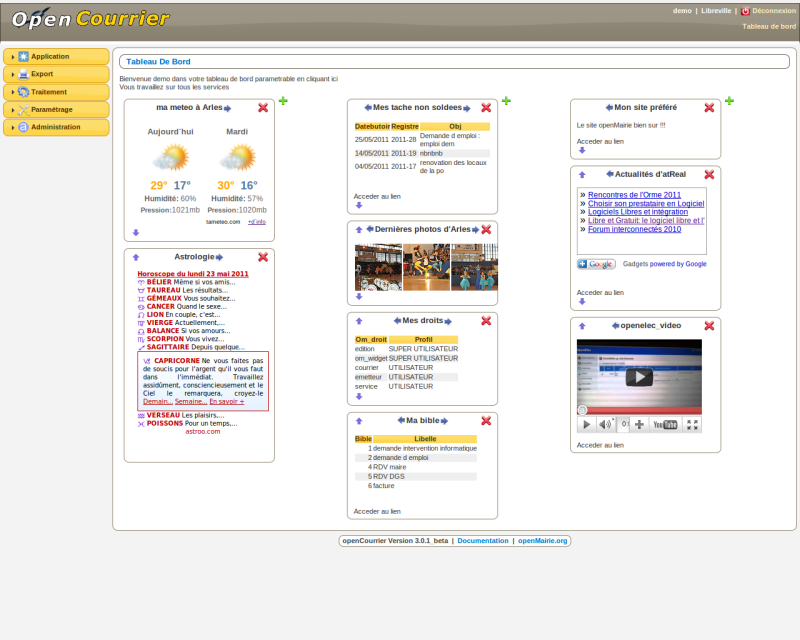 Open Courrier
demo | Libreville | Déconnexion
Tableau de bord
Application
Export
Traitement
Paramétrage
Administration
Tableau De Bord
Bienvenue demo dans votre tableau de bord parametrable en cliquant ici
Vous travaillez sur tous les services
ma meteo à Arles
Aujourd'hui Mardi
29° 17° 30° 16°
Humidité: 60% Humidité: 57%
Pression:1021mb Pression:1020mb
tameteo.com +d'info
Astrologie
Horoscope du lundi 23 mai 2011
BÉLIER Même si vos amis...
TAUREAU Les résultats...
GÉMEAUX Vous souhaitez...
CANCER Quand le sexe...
LION En couple, c'est...
VIERGE Actuellement,...
BALANCE Si vos amours...
SCORPION Vous vivez...
SAGITTAIRE Depuis quelque...
CAPRICORNE Ne vous faites pas
de soucis pour l'argent qu'il vous faut
dans l'immédiat. Travaillez
assidûment, consciencieusement et le
Ciel le remarquera, croyez-le
Demain... Semaine... En savoir +
VERSEAU Les plaisirs,...
POISSONS Pour un temps,...
astroo.com
Mes tache non soldees
Datebutoir Registre Obj
25/05/2011 2011-28 Demande d emploi :
emploi dem
14/05/2011 2011-19 nbnbnb
04/05/2011 2011-17 renovation des locaux
de la po
Acceder au lien
Dernières photos d'Arles
Mes droits
Om_droit Profil
edition SUPER UTILISATEUR
om_widget SUPER UTILISATEUR
courrier UTILISATEUR
emetteur UTILISATEUR
service UTILISATEUR
Ma bible
Bible Libelle
1 demande intervention informatique
2 demande d emploi
4 RDV maire
5 RDV DGS
6 facture
Acceder au lien
Mon site préféré
Le site openMairie bien sur !!!
Acceder au lien
Actualités d'atReal
» Rencontres de l'Orme 2011
» Choisir son prestataire en Logiciel
» Logiciels Libres et intégration
» Libre et Gratuit: le logiciel libre et l'
» Forum interconnectés 2010
Google Gadgets powered by Google
Acceder au lien
openelec_video
YouTube
Acceder au lien
openCourrier Version 3.0.1_beta | Documentation | openMairie.org